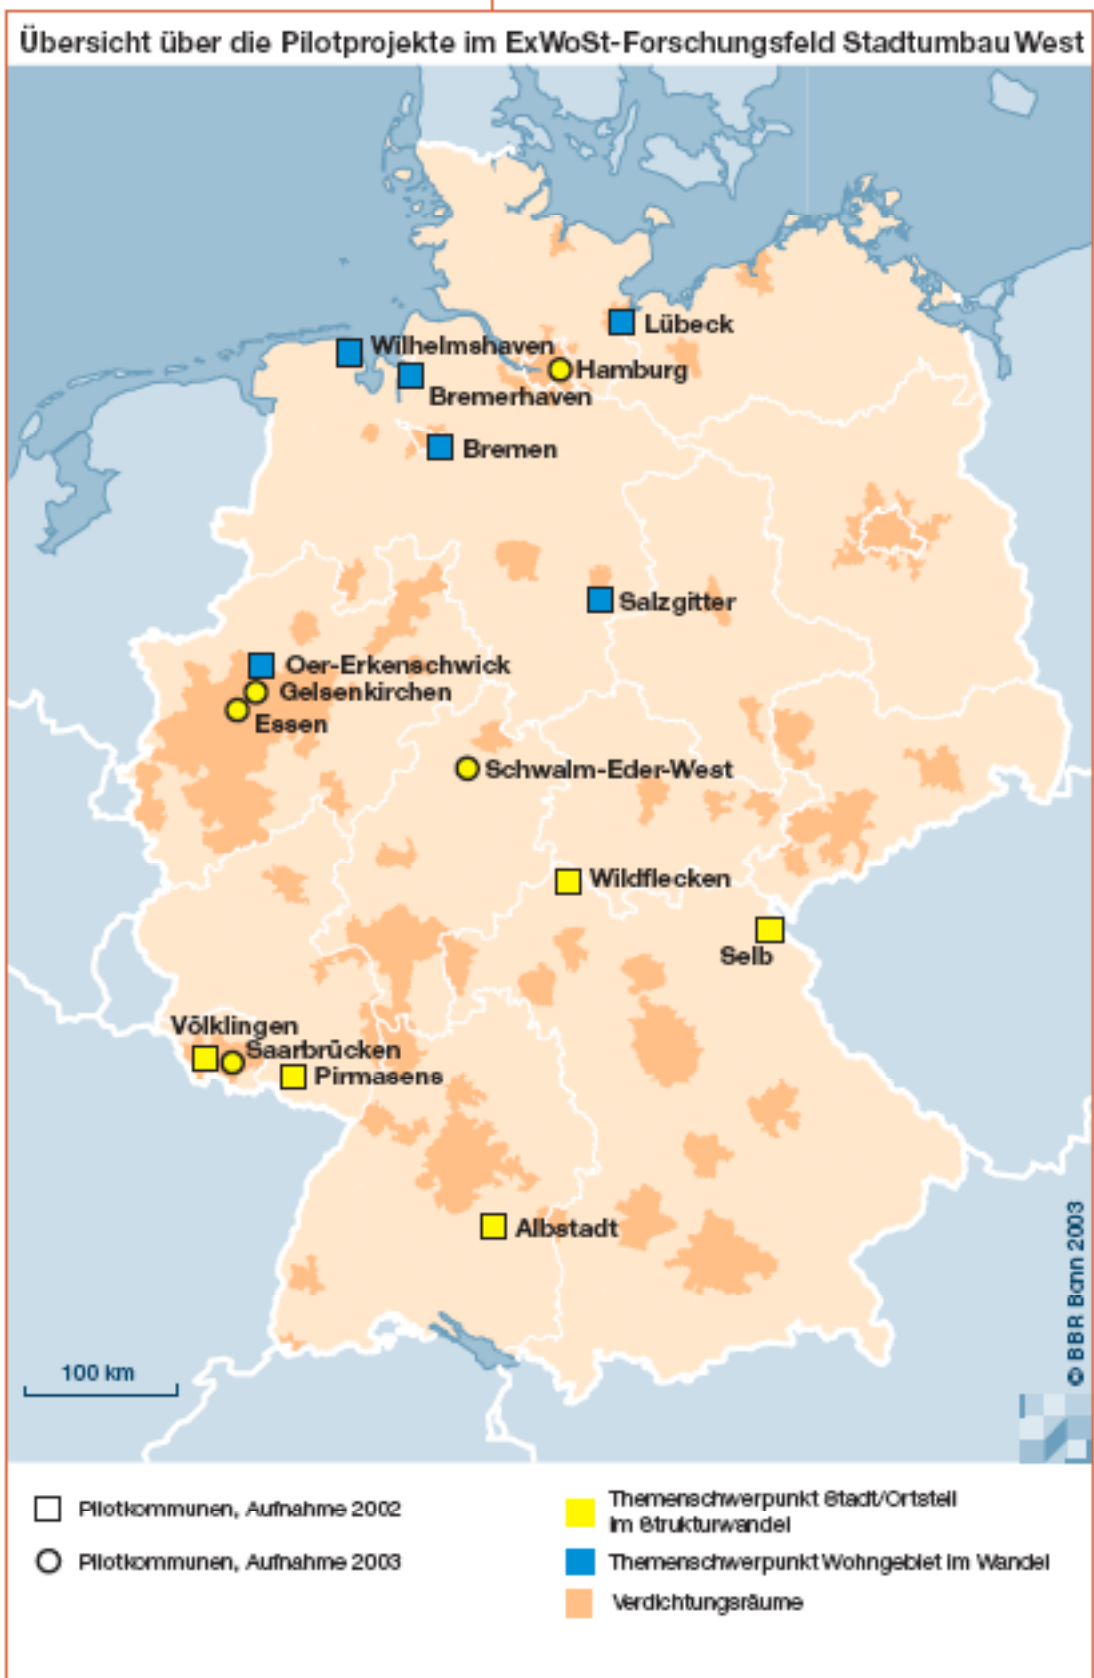 Übersicht über die Pilotprojekte im ExWoSt-Forschungsfeld Stadtumbau West
Lübeck
Wilhelmshaven
Hamburg
Bremerhaven
Bremen
Salzgitter
Oer-Erkenschwick
Gelsenkirchen
Essen
Schwalm-Eder-West
Wildflecken
Selb
Völklingen
Saarbrücken
Pirmasens
Albstadt
© BBR Bonn 2003
100 km
Pilotkommunen, Aufnahme 2002
Pilotkommunen, Aufnahme 2003
Themenschwerpunkt Stadt/Ortsteil
im Strukturwandel
Themenschwerpunkt Wohngebiet im Wandel
Verdichtungsräume